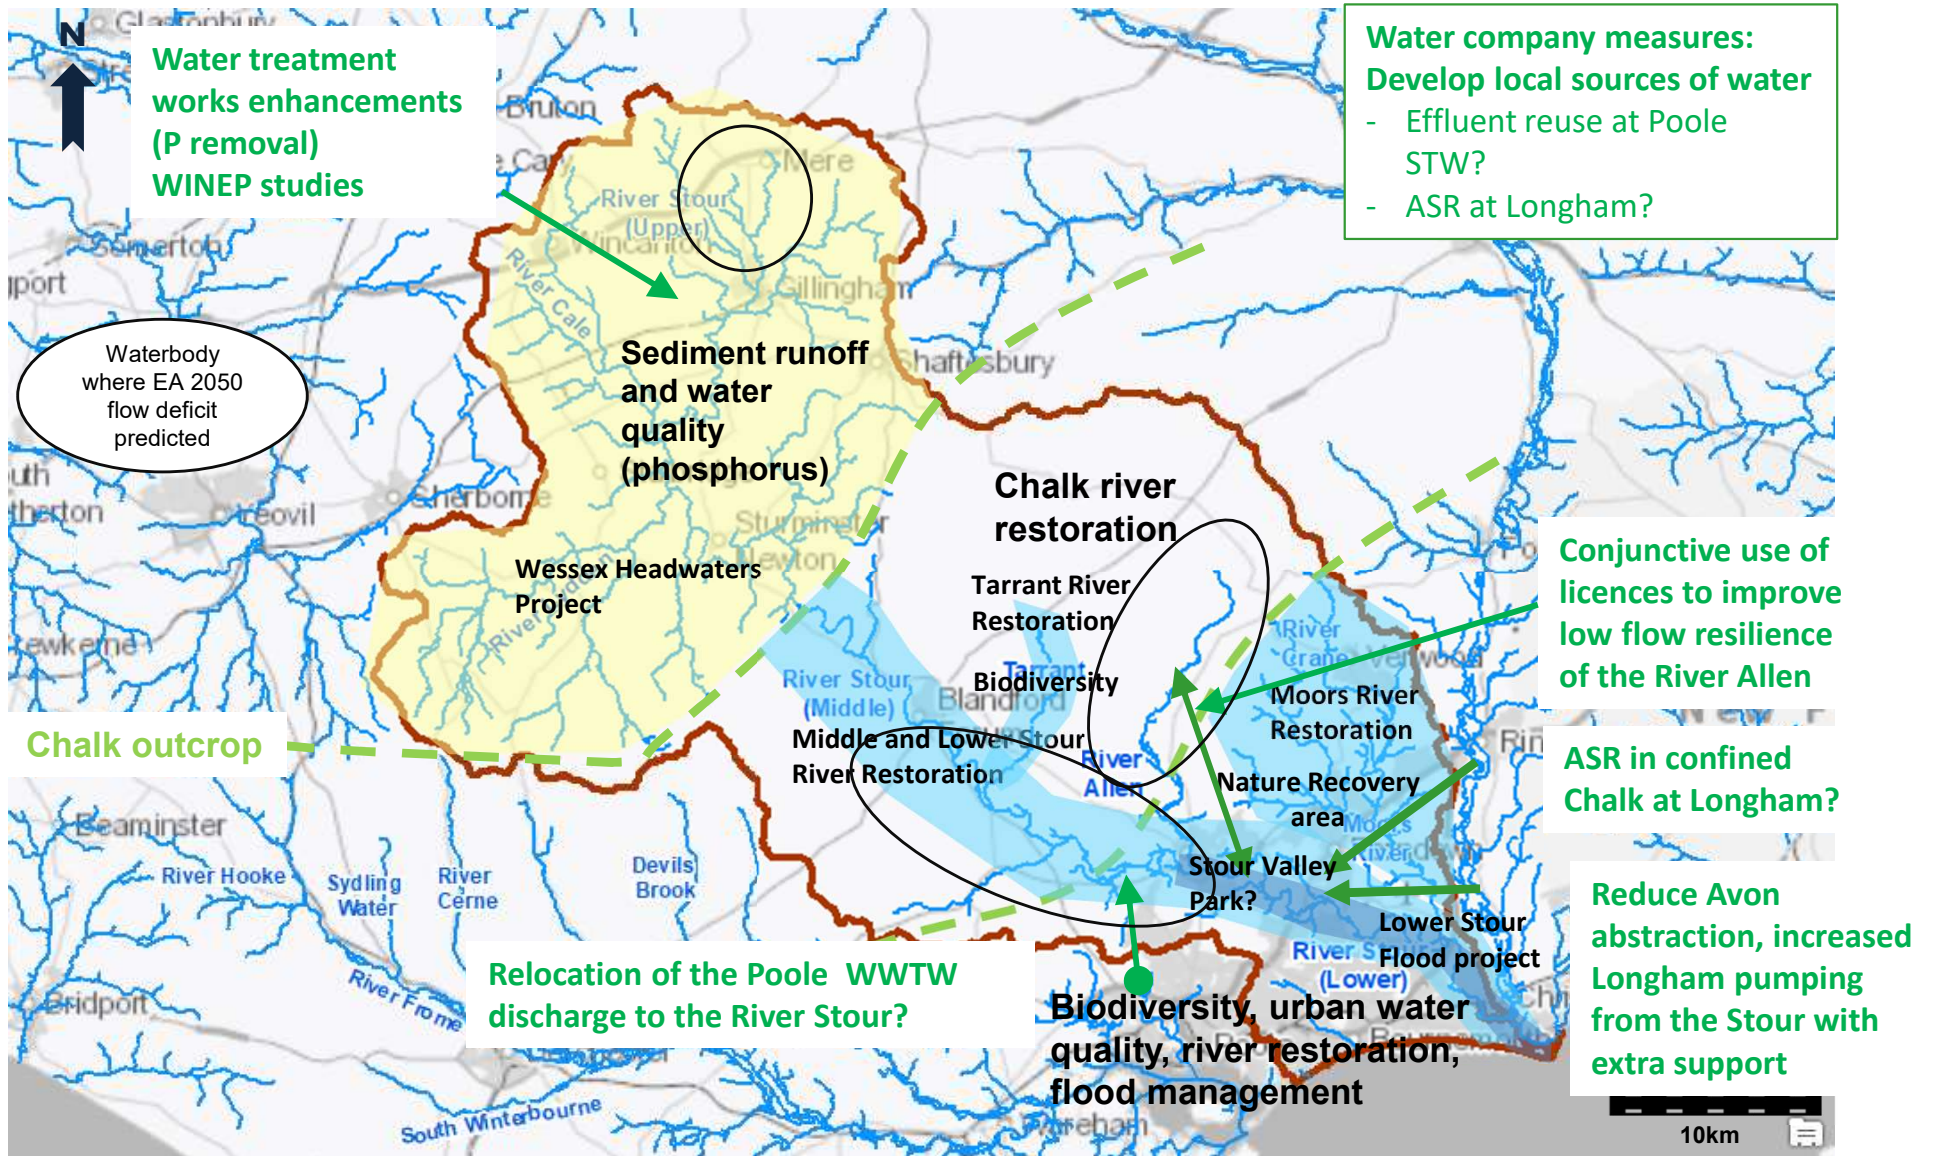 N
Glastonbury
Water treatment
works enhancements
(P removal)
WINEP studies
Water company measures:
Develop local sources of water
- Effluent reuse at Poole
STW?
- ASR at Longham?
Bruton
Mere
River Stour
(Upper)
Wincanton
Somerton
River Cale
Gillingham
Waterbody
where EA 2050
flow deficit
predicted
Sediment runoff
and water
quality
(phosphorus)
Shaftesbury
Sherborne
Yeovil
Chalk river
restoration
Sturminster
Newton
Wessex Headwaters
Project
Tarrant River
Restoration
Conjunctive use of
licences to improve
low flow resilience
of the River Allen
River
Crane
Verwood
Tarrant
Biodiversity
River Stour
(Middle)
Blandford
Moors River
Restoration
Chalk outcrop
Middle and Lower Stour
River Restoration
River
Allen
Nature Recovery
area
Moors
River
ASR in confined
Chalk at Longham?
Beaminster
River Hooke
Sydling
Water
River
Cerne
Devils
Brook
Stour Valley
Park?
Reduce Avon
abstraction, increased
Longham pumping
from the Stour with
extra support
Lower Stour
Flood project
River S
(Lower)
Relocation of the Poole WWTW
discharge to the River Stour?
Bridport
River Frome
Biodiversity, urban water
quality, river restoration,
flood management
South Winterbourne
Wareham
10km